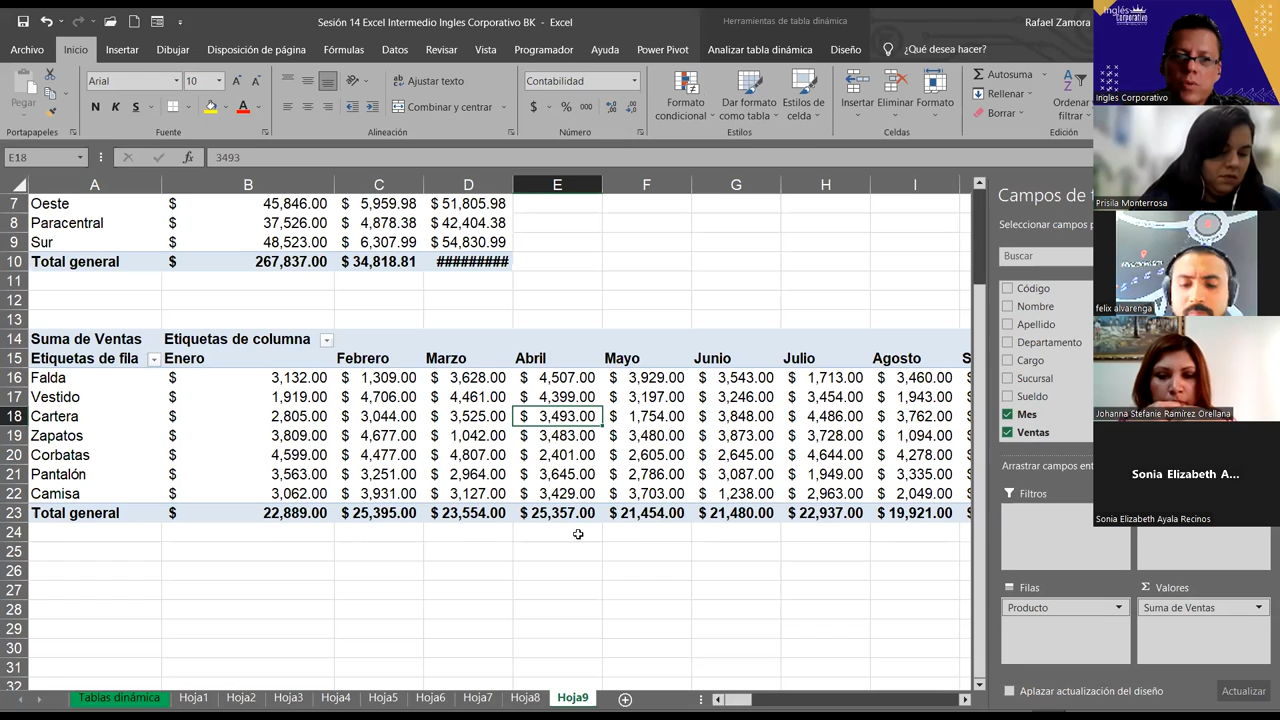 Sesión 14 Excel Intermedio Ingles Corporativo BK - Excel
Herramientas de tabla dinámica
Rafael Zamora
Archivo Inicio Insertar Dibujar Disposición de página Fórmulas Datos Revisar Vista Programador Ayuda Power Pivot Analizar tabla dinámica Diseño ¿Qué desea hacer?
Pegar
Arial 10
N K S
Ajustar texto
Combinar y centrar
Contabilidad
$ % 000
Formato condicional
Dar formato como tabla
Estilos de celda
Insertar Eliminar Formato
Autosuma
Rellenar
Borrar
Ordenar
filtrar
Portapapeles Fuente Alineación Número Estilos Celdas Edición
E18 fx 3493
A B C D E F G H I
7 Oeste $ 45,846.00 $ 5,959.98 $ 51,805.98
8 Paracentral $ 37,526.00 $ 4,878.38 $ 42,404.38
9 Sur $ 48,523.00 $ 6,307.99 $ 54,830.99
10 Total general $ 267,837.00 $ 34,818.81 #########
11
12
13
14 Suma de Ventas Etiquetas de columna
15 Etiquetas de fila Enero Febrero Marzo Abril Mayo Junio Julio Agosto S
16 Falda $ 3,132.00 $ 1,309.00 $ 3,628.00 $ 4,507.00 $ 3,929.00 $ 3,543.00 $ 1,713.00 $ 3,460.00
17 Vestido $ 1,919.00 $ 4,706.00 $ 4,461.00 $ 4,399.00 $ 3,197.00 $ 3,246.00 $ 3,816.00 $ 1,943.00
18 Cartera $ 2,805.00 $ 3,044.00 $ 3,525.00 $ 3,493.00 $ 1,754.00 $ 3,848.00 $ 4,486.00 $ 3,762.00
19 Zapatos $ 3,809.00 $ 4,677.00 $ 1,042.00 $ 3,483.00 $ 3,480.00 $ 3,873.00 $ 3,728.00 $ 1,094.00
20 Corbatas $ 4,599.00 $ 4,477.00 $ 4,807.00 $ 2,401.00 $ 2,605.00 $ 2,645.00 $ 4,644.00 $ 4,278.00
21 Pantalón $ 3,563.00 $ 3,251.00 $ 2,964.00 $ 3,645.00 $ 2,786.00 $ 3,087.00 $ 1,949.00 $ 3,335.00
22 Camisa $ 3,062.00 $ 3,931.00 $ 3,127.00 $ 3,429.00 $ 3,703.00 $ 1,238.00 $ 2,963.00 $ 2,049.00
23 Total general $ 22,889.00 $ 25,395.00 $ 23,554.00 $ 25,357.00 $ 21,454.00 $ 21,480.00 $ 22,937.00 $ 19,921.00
24
25
26
27
28
29
30
31
32
Tablas dinámica Hoja1 Hoja2 Hoja3 Hoja4 Hoja5 Hoja6 Hoja7 Hoja8 Hoja9
Campos de
Seleccionar campos
Buscar
Código
Nombre
Apellido
Departamento
Cargo
Sucursal
Sueldo
Mes
Ventas
Arrastrar campos ent
Filtros
Filas
Σ Valores
Producto
Suma de Ventas
Aplazar actualización del diseño
Actualizar
Inglés
Corporativo
Ingles Corporativo
Prisila Monterrosa
felix alvarenga
Johanna Stefanie Ramírez Orellana
Sonia Elizabeth A...
Sonia Elizabeth Ayala Recinos